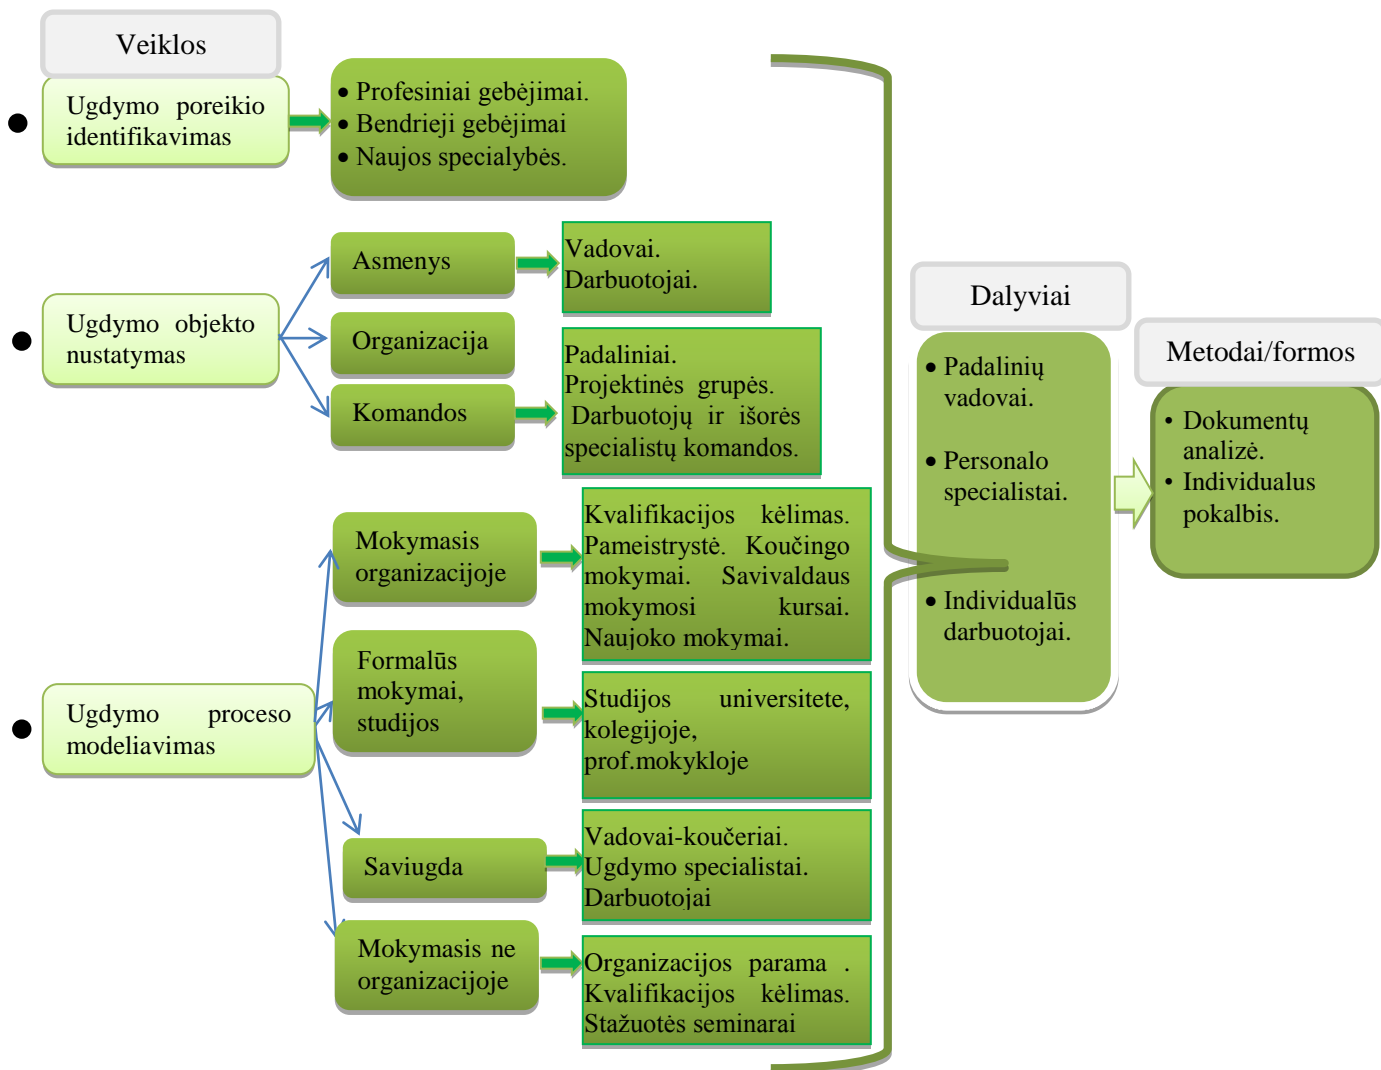 Veiklos
Ugdymo poreikio
identifikavimas
• Profesiniai gebėjimai.
• Bendrieji gebėjimai
• Naujos specialybės.
Ugdymo objekto
nustatymas
Asmenys
Vadovai.
Darbuotojai.
Organizacija
Komandos
Padaliniai.
Projektinės grupės.
Darbuotojų ir išorės
specialistų komandos.
Ugdymo proceso
modeliavimas
Mokymasis
organizacijoje
Kvalifikacijos kėlimas.
Pameistrystė. Koučingo
mokymai. Savivaldaus
mokymosi kursai.
Naujoko mokymai.
Formalūs
mokymai,
studijos
Studijos universitete,
kolegijoje,
prof.mokykloje
Saviugda
Vadovai-koučeriai.
Ugdymo specialistai.
Darbuotojai
Mokymasis ne
organizacijoje
Organizacijos parama .
Kvalifikacijos kėlimas.
Stažuotės seminarai
Dalyviai
• Padalinių
vadovai.
• Personalo
specialistai.
• Individualūs
darbuotojai.
Metodai/formos
• Dokumentų
analizė.
• Individualus
pokalbis.